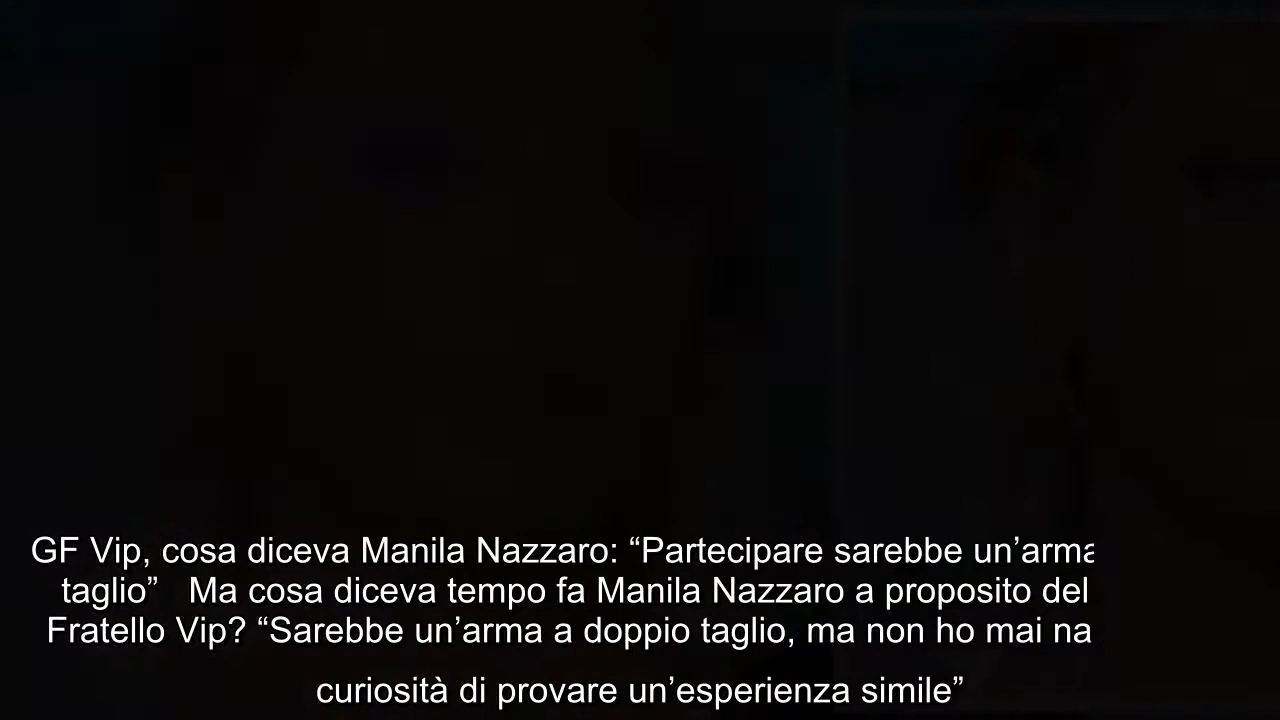 GF Vip, cosa diceva Manila Nazzaro: “Partecipare sarebbe un’arma
taglio”   Ma cosa diceva tempo fa Manila Nazzaro a proposito del
Fratello Vip? “Sarebbe un’arma a doppio taglio, ma non ho mai na
curiosità di provare un’esperienza simile”